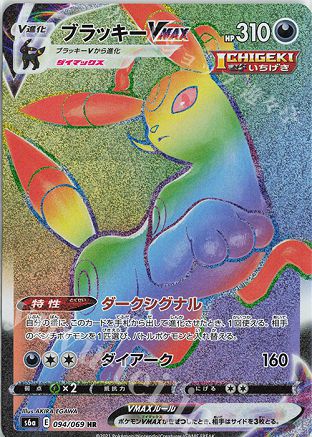 V進化
ブラッキーVMAX
HP310
ブラッキーVから進化
ダイマックス
ICHIGEKI
いちげき
特性 ダークシグナル
自分の番に、このカードを手札から出して進化させたとき、1回使える。相手
のベンチポケモンを1匹選び、バトルポケモンと入れ替える。
ダイアーク 160
弱点 ×2 抵抗力 にげる
Illus. AKIRA EGAWA
VMAXルール
s6a E 094/069 HR
ポケモンVMAXがきぜつしたとき、相手はサイドを3枚とる。